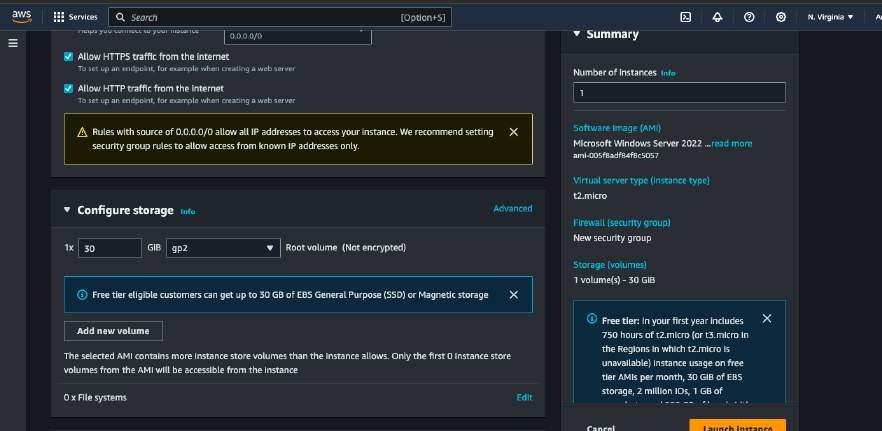 aws
Services
Search
[Option+S]
N. Virginia
Helps you connect to your instance
0.0.0.0/0
Allow HTTPS traffic from the internet
To set up an endpoint, for example when creating a web server
Allow HTTP traffic from the internet
To set up an endpoint, for example when creating a web server
Rules with source of 0.0.0.0/0 allow all IP addresses to access your instance. We recommend setting
security group rules to allow access from known IP addresses only.
Configure storage Info
Advanced
1x 30 GiB gp2 Root volume (Not encrypted)
Free tier eligible customers can get up to 30 GB of EBS General Purpose (SSD) or Magnetic storage
Add new volume
The selected AMI contains more instance store volumes than the instance allows. Only the first 0 instance store
volumes from the AMI will be accessible from the instance
0 x File systems
Edit
Summary
Number of instances Info
1
Software Image (AMI)
Microsoft Windows Server 2022 ...read more
ami-005f8adf84f8c5057
Virtual server type (instance type)
t2.micro
Firewall (security group)
New security group
Storage (volumes)
1 volume(s) - 30 GiB
Free tier: In your first year includes
750 hours of t2.micro (or t3.micro in
the Regions in which t2.micro is
unavailable) instance usage on free
tier AMIs per month, 30 GiB of EBS
storage, 2 million IOs, 1 GB of
Cancel
Launch instance